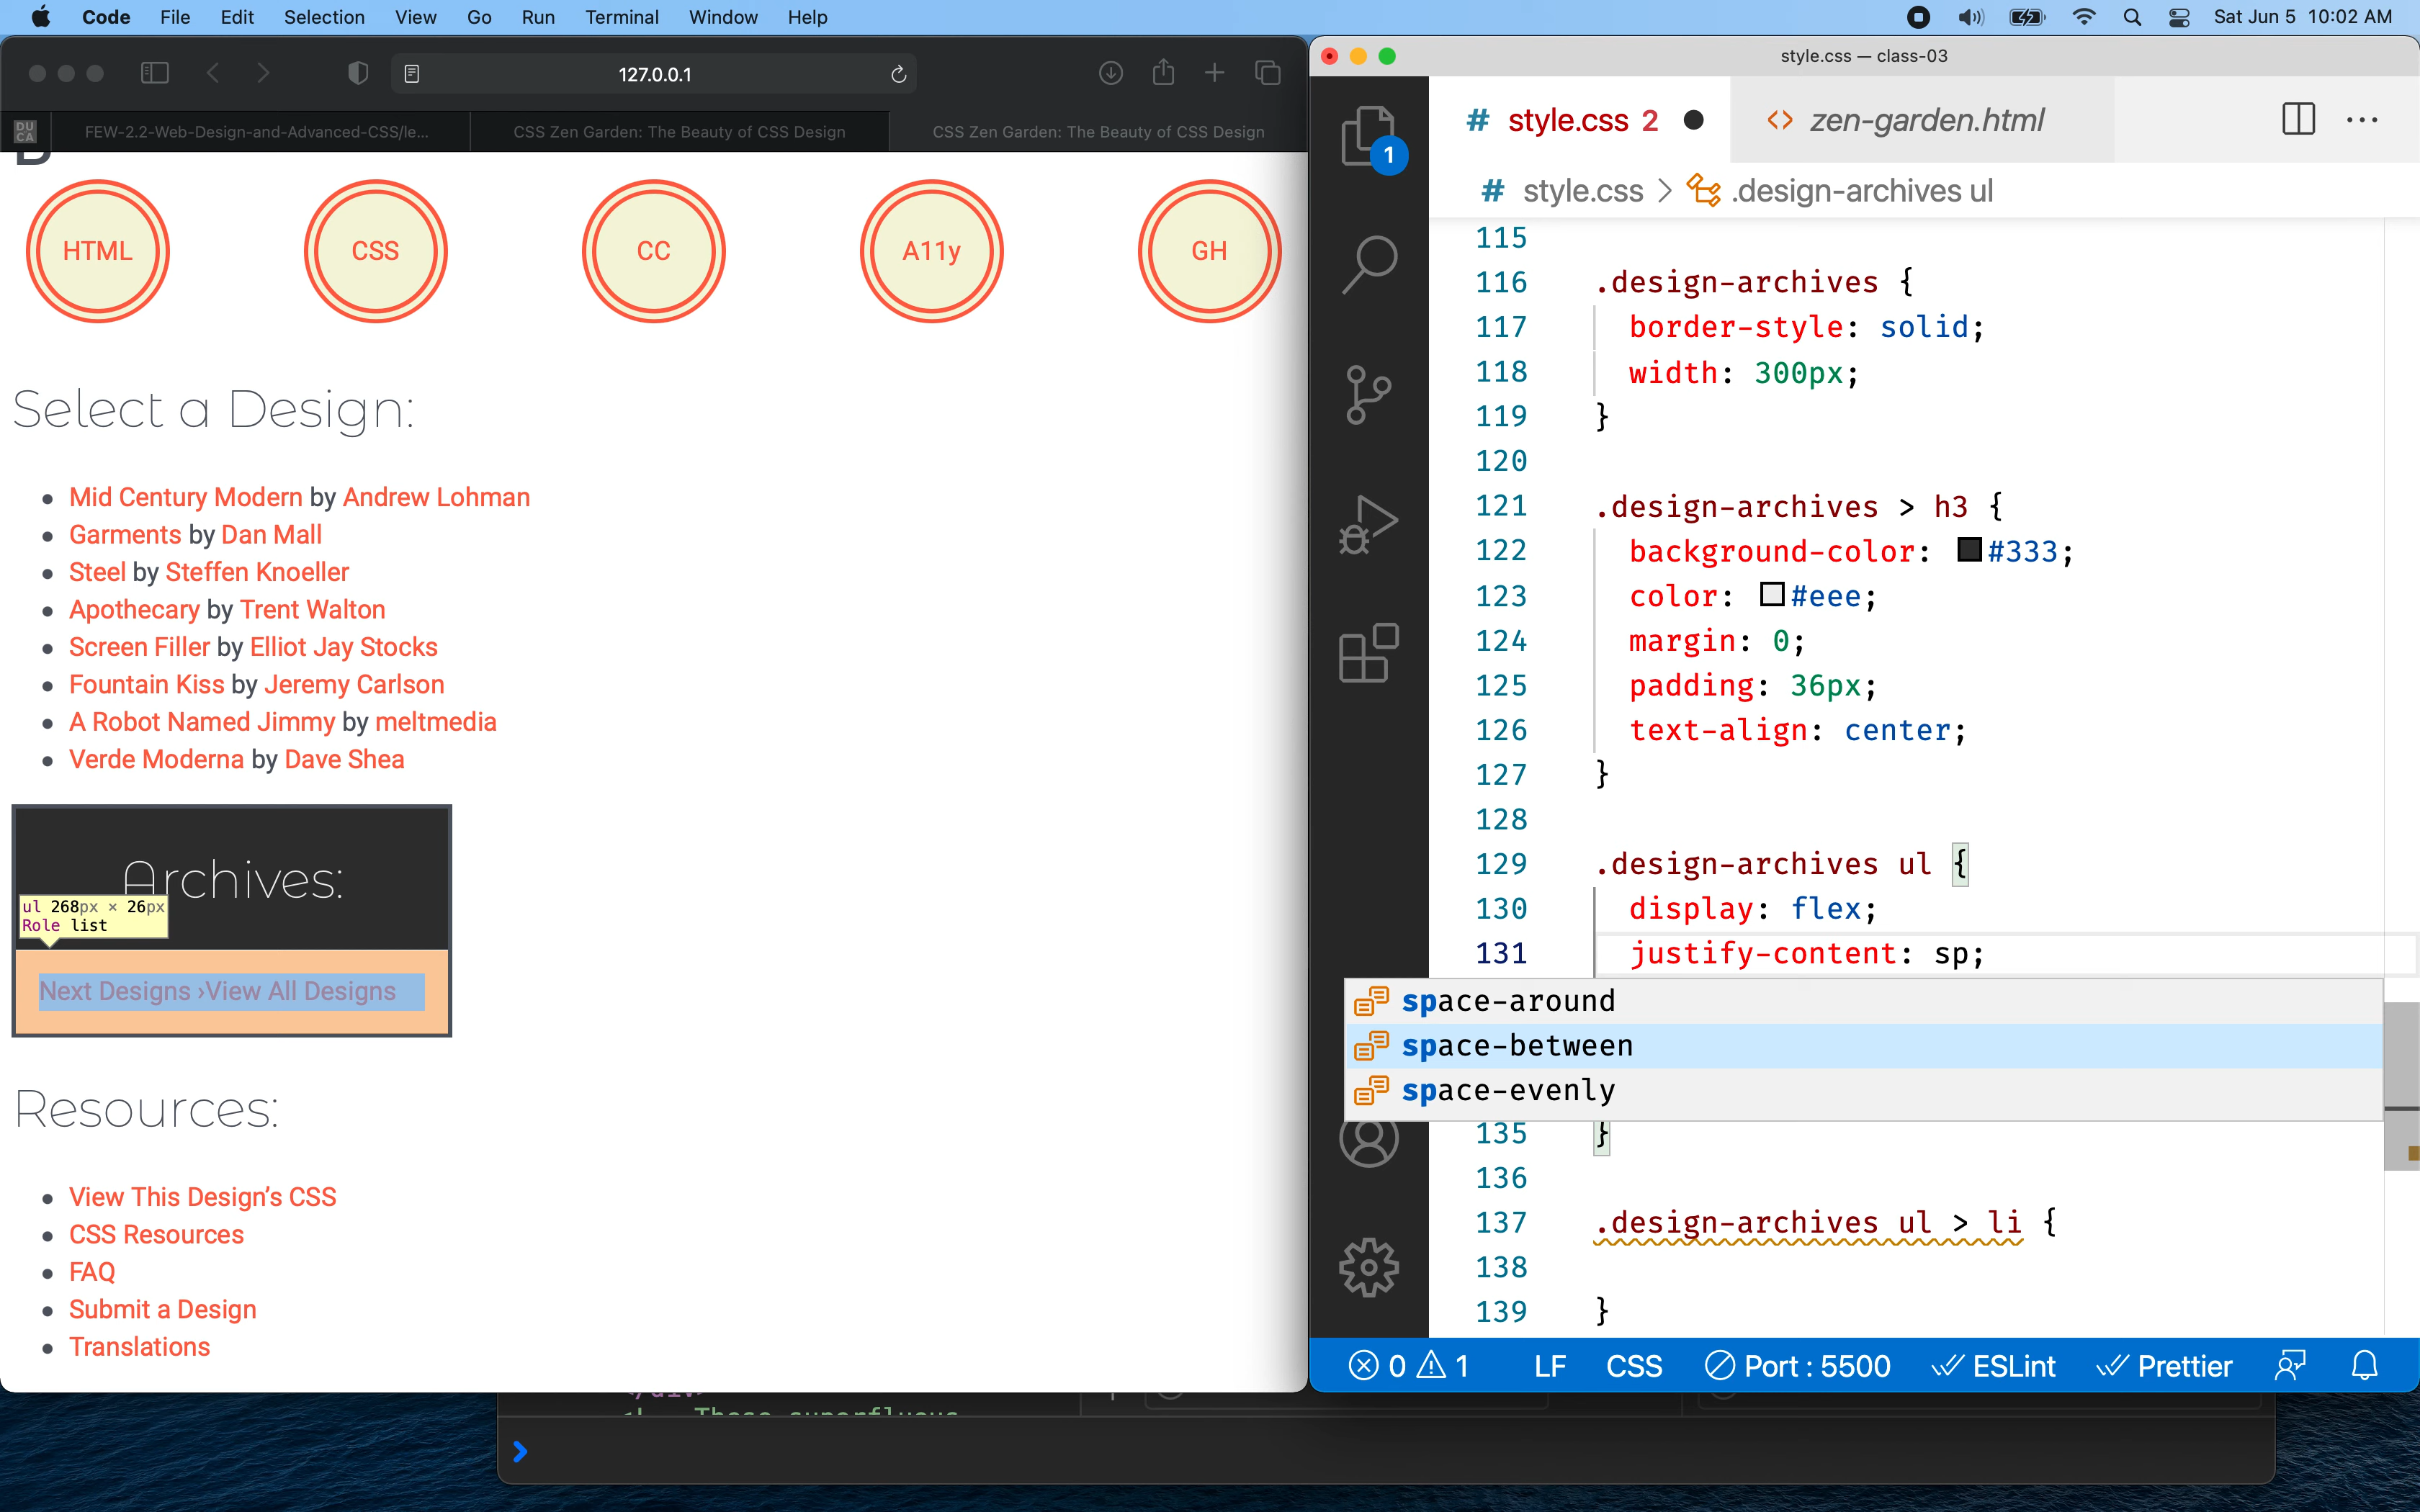 Code File Edit Selection View Go Run Terminal Window Help
Sat Jun 5 10:02 AM
127.0.0.1
DU
CA
FEW-2.2-Web-Design-and-Advanced-CSS/le...
CSS Zen Garden: The Beauty of CSS Design
CSS Zen Garden: The Beauty of CSS Design
HTML
CSS
CC
A11y
GH
Select a Design:
Mid Century Modern by Andrew Lohman
Garments by Dan Mall
Steel by Steffen Knoeller
Apothecary by Trent Walton
Screen Filler by Elliot Jay Stocks
Fountain Kiss by Jeremy Carlson
A Robot Named Jimmy by meltmedia
Verde Moderna by Dave Shea
Archives:
ul 268px × 26px
Role list
Next Designs ›View All Designs
Resources:
View This Design’s CSS
CSS Resources
FAQ
Submit a Design
Translations
style.css — class-03
1
# style.css 2 ●
<> zen-garden.html
# style.css > .design-archives ul
115
116 .design-archives {
117 border-style: solid;
118 width: 300px;
119 }
120
121 .design-archives > h3 {
122 background-color: #333;
123 color: #eee;
124 margin: 0;
125 padding: 36px;
126 text-align: center;
127 }
128
129 .design-archives ul {
130 display: flex;
131 justify-content: sp;
space-around
space-between
space-evenly
135 }
136
137 .design-archives ul > li {
138
139 }
0 1 LF CSS Port : 5500 ESLint Prettier